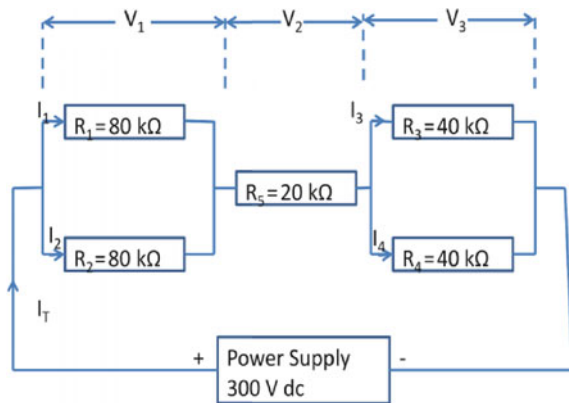 V₁ V₂ V₃
I₁ I₃
R₁=80 kΩ R₃=40 kΩ
R₅=20 kΩ
I₂ I₄
R₂=80 kΩ R₄=40 kΩ
I_T
+ Power Supply -
300 V dc